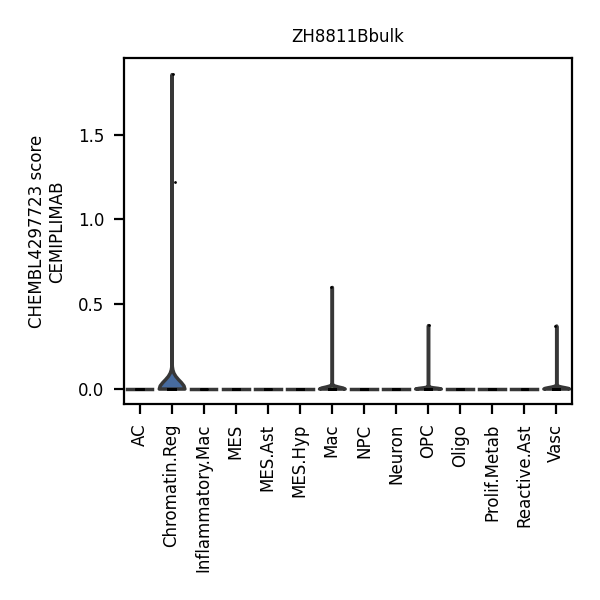 ZH8811Bbulk
CHEMBL4297723 score
CEMIPLIMAB
1.5
1.0
0.5
0.0
AC
Chromatin.Reg
Inflammatory.Mac
MES
MES.Ast
MES.Hyp
Mac
NPC
Neuron
OPC
Oligo
Prolif.Metab
Reactive.Ast
Vasc